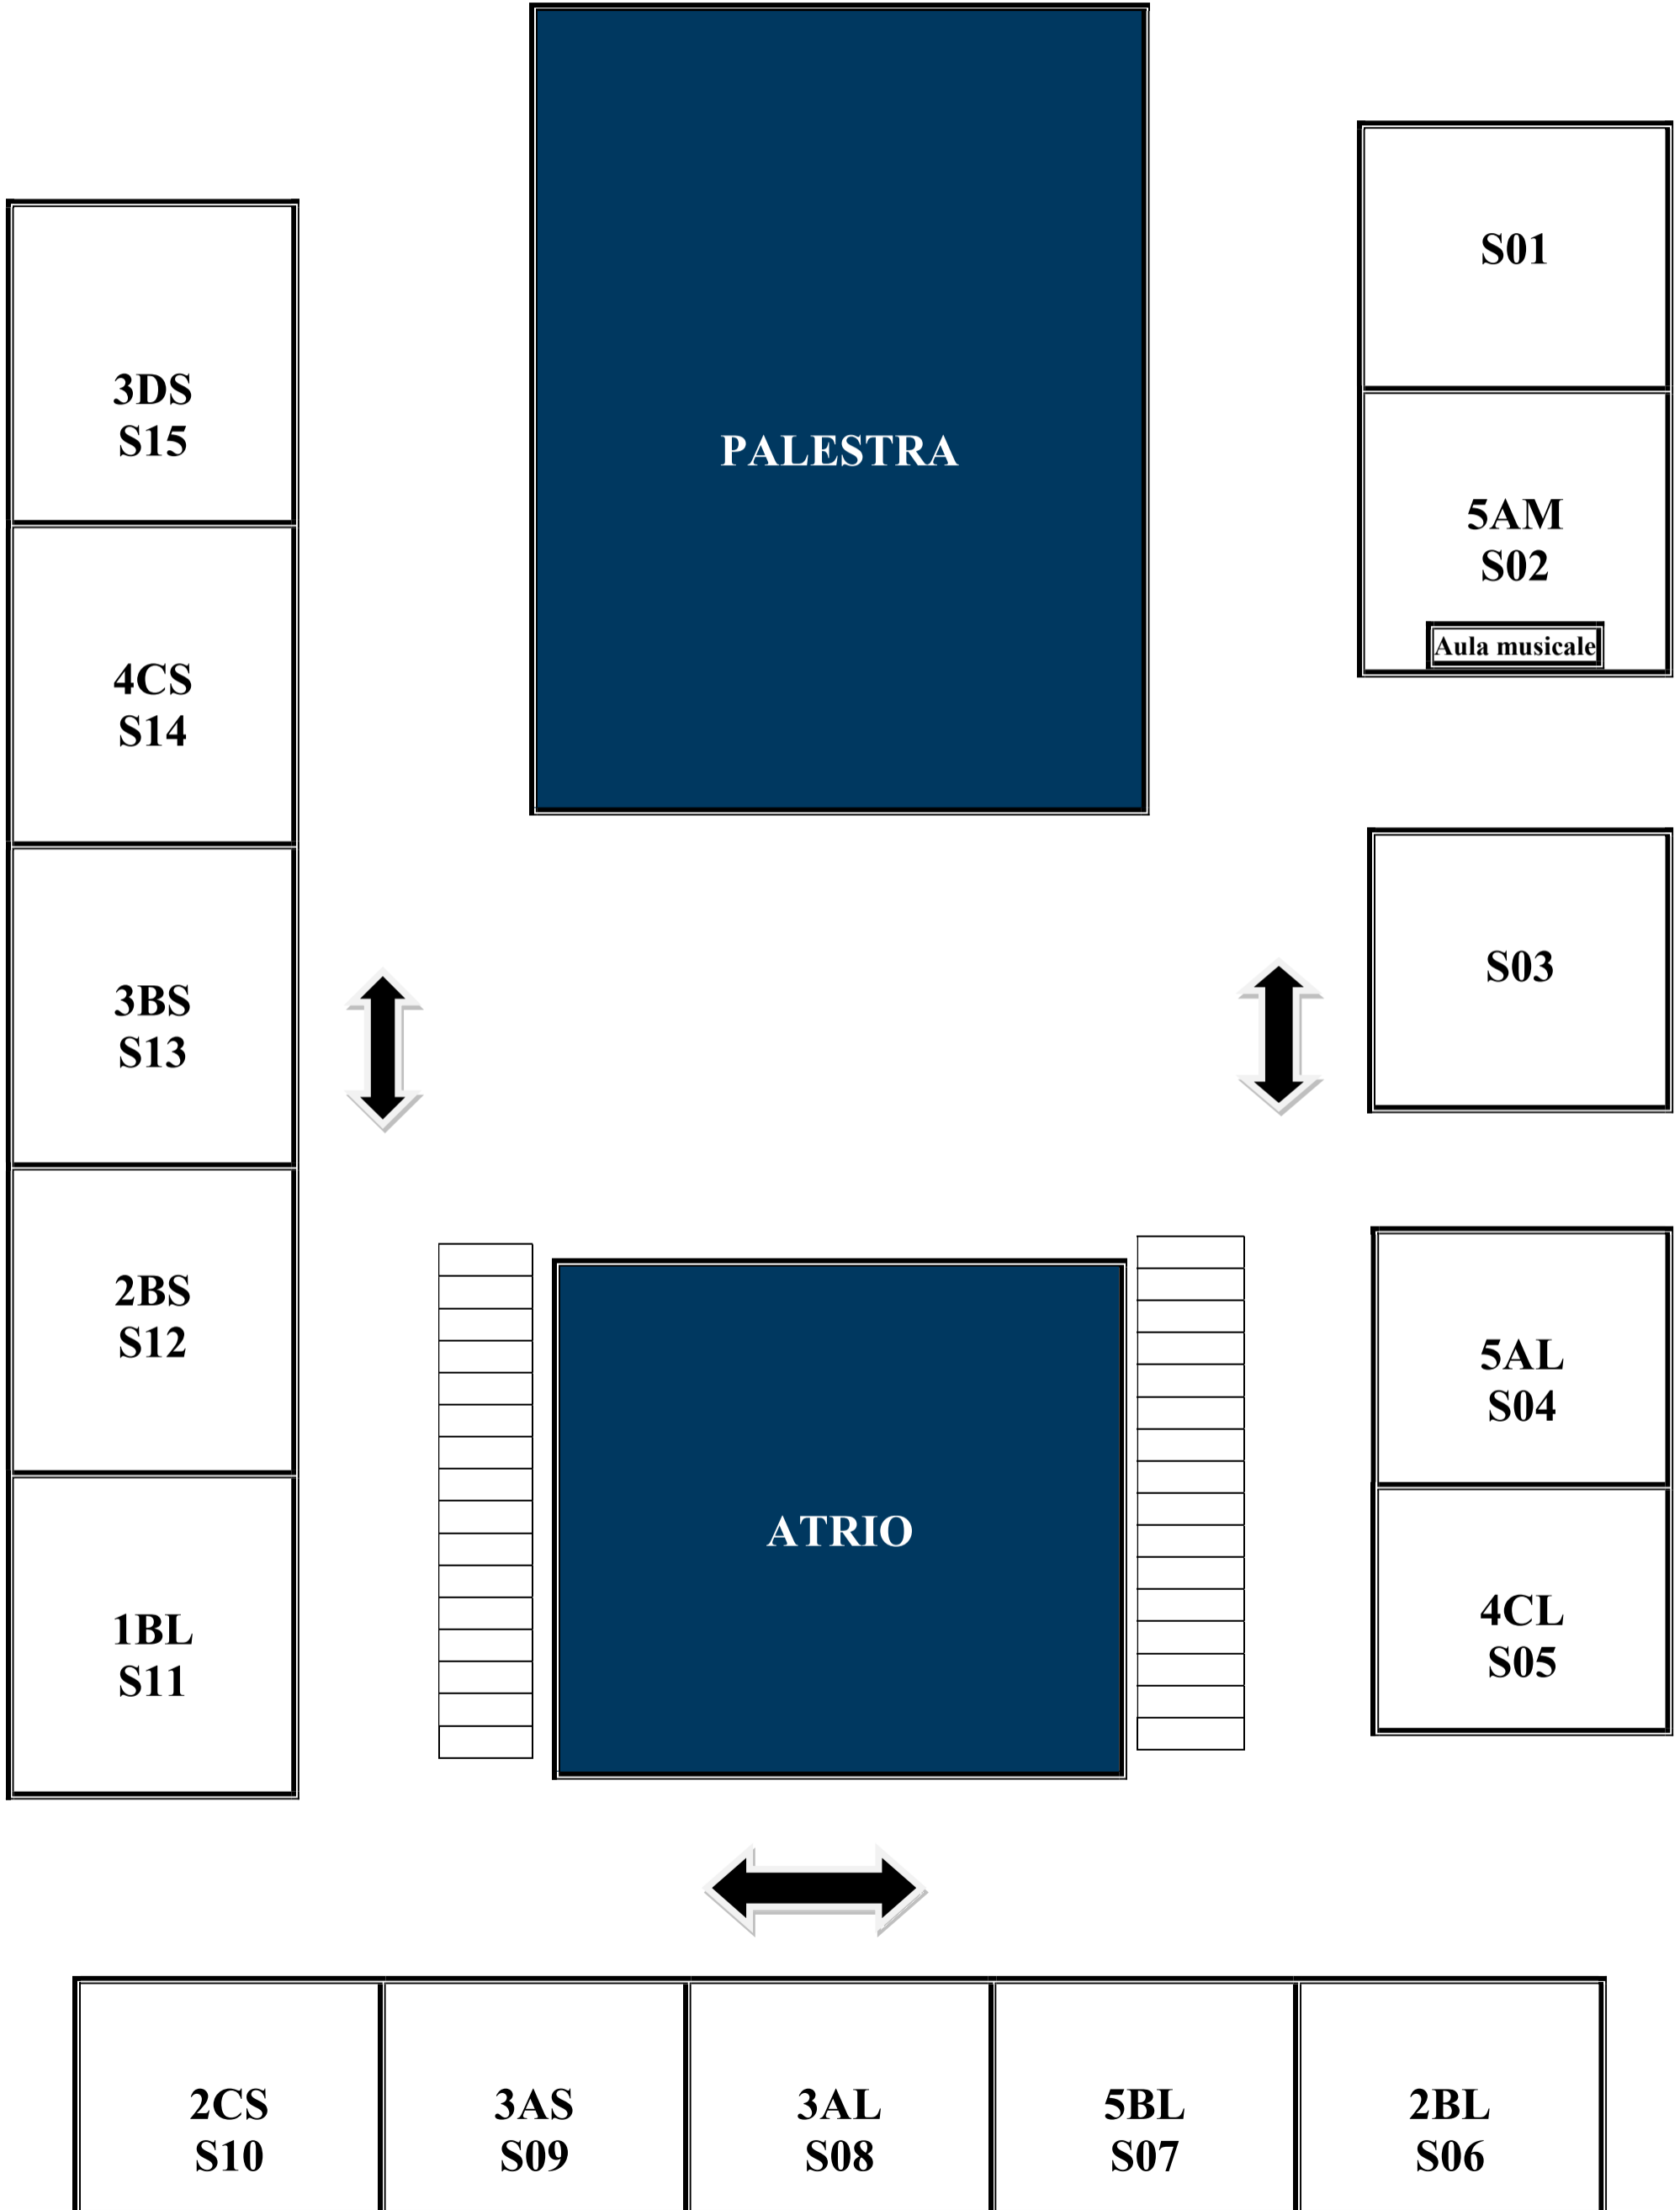 PALESTRA
S01
3DS
S15
5AM
S02
Aula musicale
4CS
S14
3BS
S13
S03
2BS
S12
5AL
S04
ATRIO
1BL
S11
4CL
S05
2CS
S10
3AS
S09
3AL
S08
5BL
S07
2BL
S06